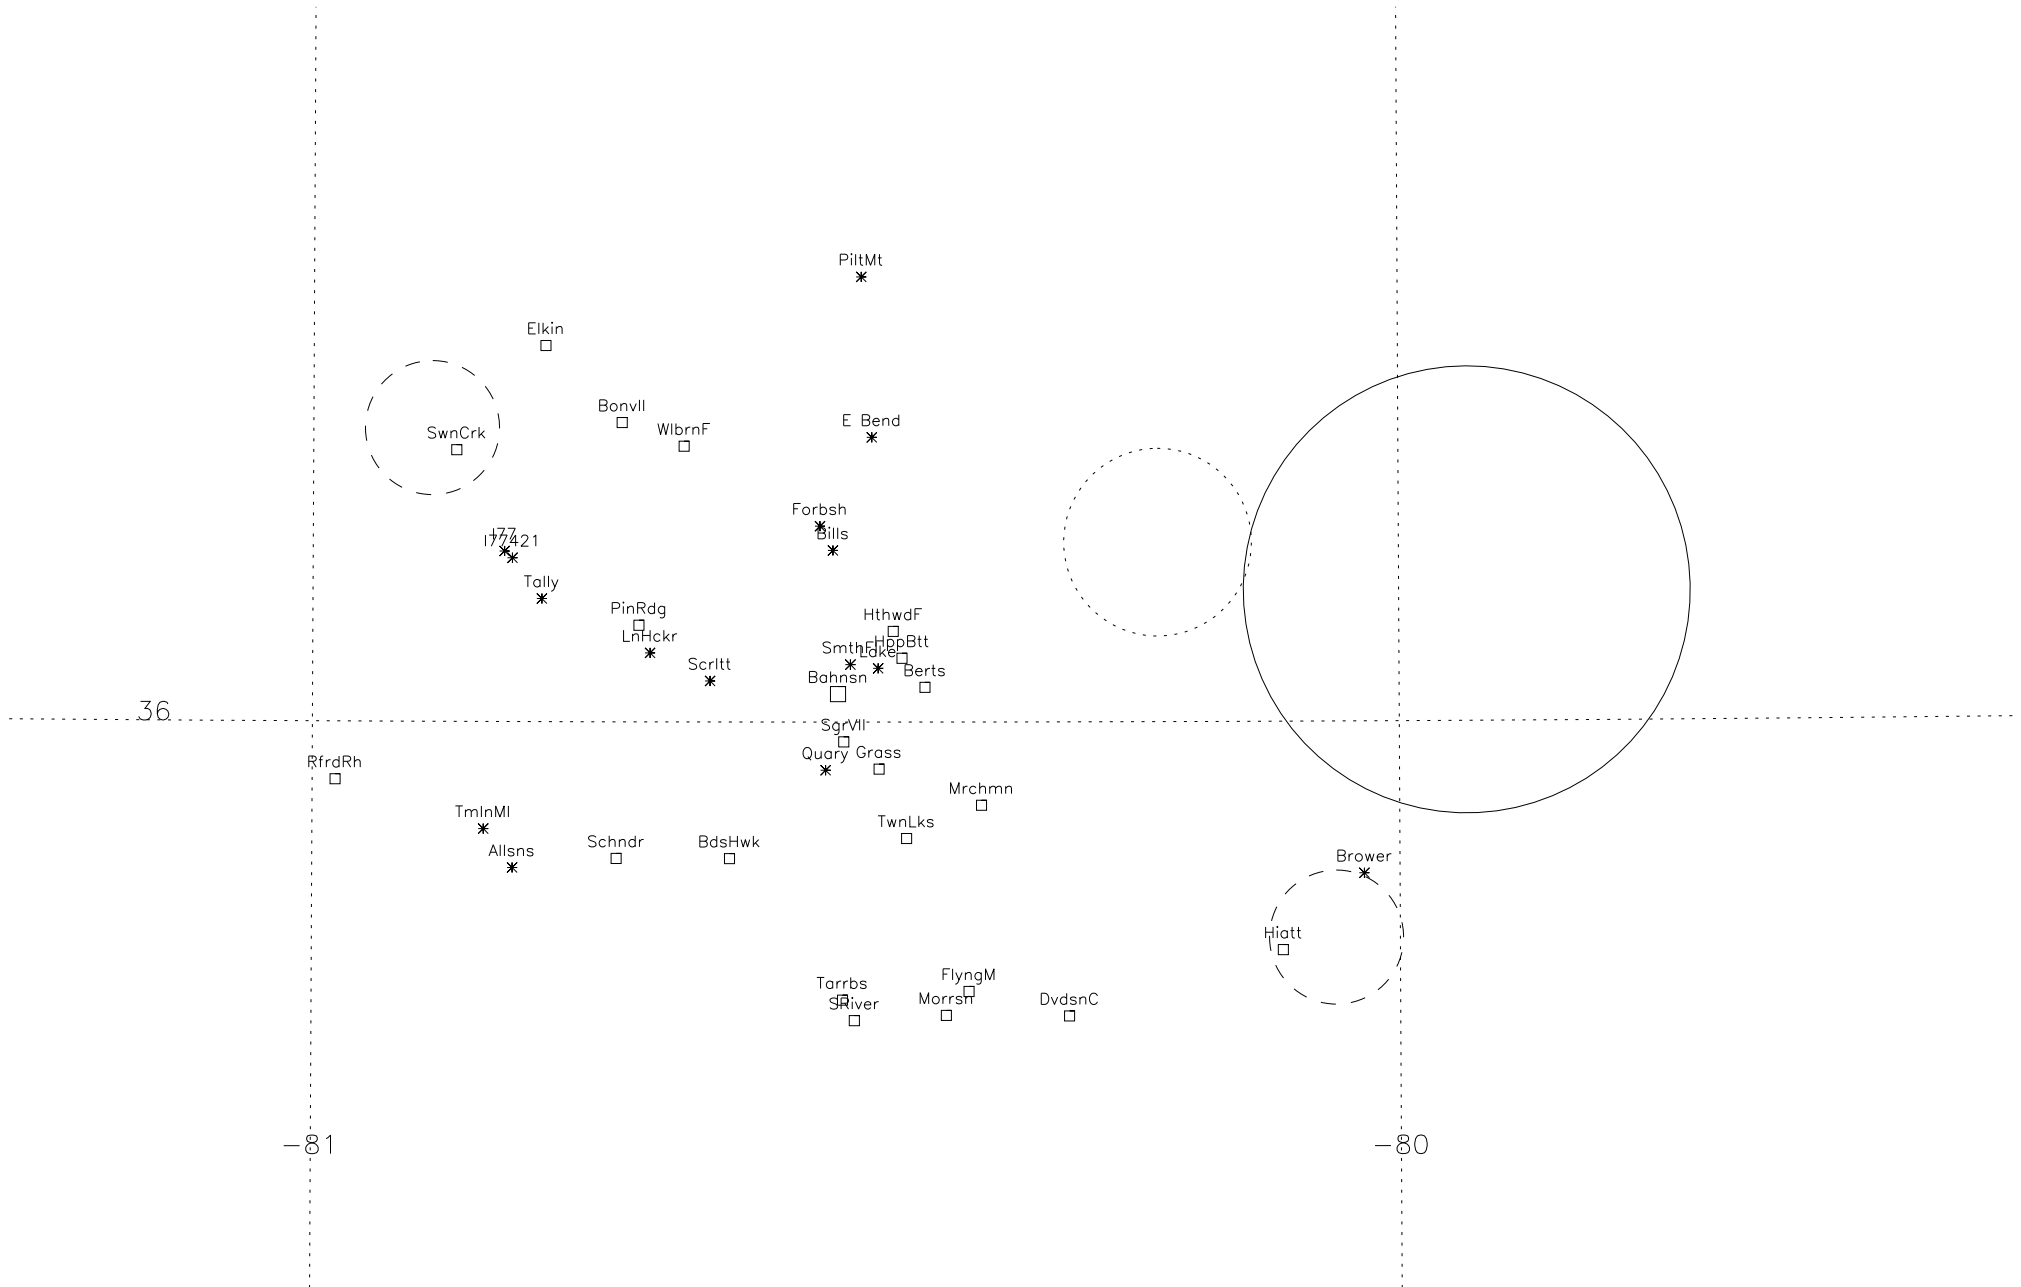 PiltMt
Elkin
Bonvll
E Bend
WlbrnF
SwnCrk
Forbsh
Bills
I77
I77421
Tally
PinRdg
HthwdF
LnHckr
HppBtt
SmthF
Lake
Scrltt
Berts
Bahnsn
36
SgrVll
Quary
Grass
RfrdRh
Mrchmn
TmlnMl
TwnLks
Schndr
BdsHwk
Allsns
Brower
Hiatt
FlyngM
Tarrbs
Morrsn
DvdsnC
SRiver
-81
-80